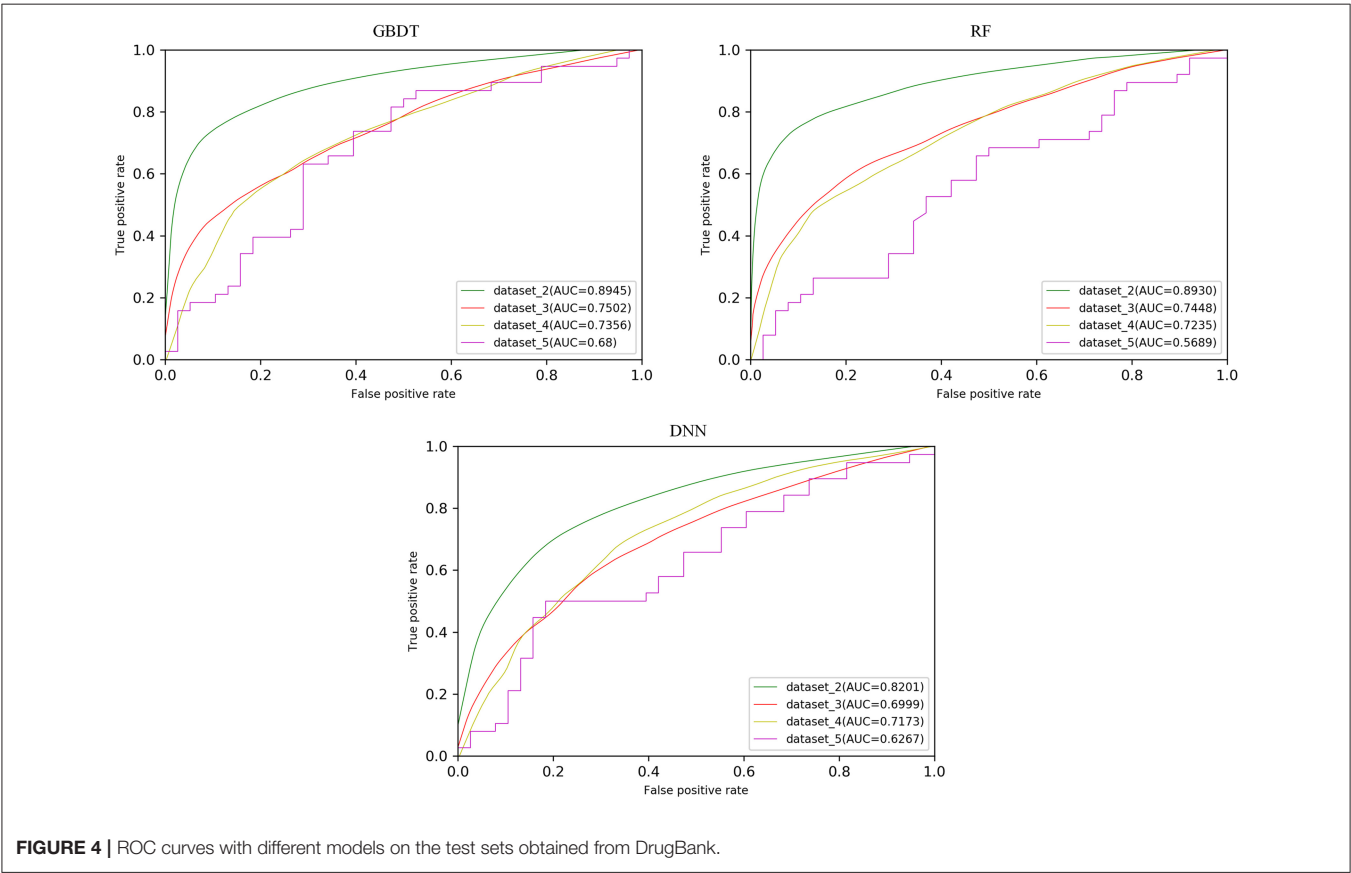 GBDT
1.0
0.8
0.6
0.4
0.2
0.0
True positive rate
0.0 0.2 0.4 0.6 0.8 1.0
False positive rate
dataset_2(AUC=0.8945)
dataset_3(AUC=0.7502)
dataset_4(AUC=0.7356)
dataset_5(AUC=0.68)
RF
1.0
0.8
0.6
0.4
0.2
0.0
True positive rate
0.0 0.2 0.4 0.6 0.8 1.0
False positive rate
dataset_2(AUC=0.8930)
dataset_3(AUC=0.7448)
dataset_4(AUC=0.7235)
dataset_5(AUC=0.5689)
DNN
1.0
0.8
0.6
0.4
0.2
0.0
True positive rate
0.0 0.2 0.4 0.6 0.8 1.0
False positive rate
dataset_2(AUC=0.8201)
dataset_3(AUC=0.6999)
dataset_4(AUC=0.7173)
dataset_5(AUC=0.6267)
FIGURE 4 | ROC curves with different models on the test sets obtained from DrugBank.